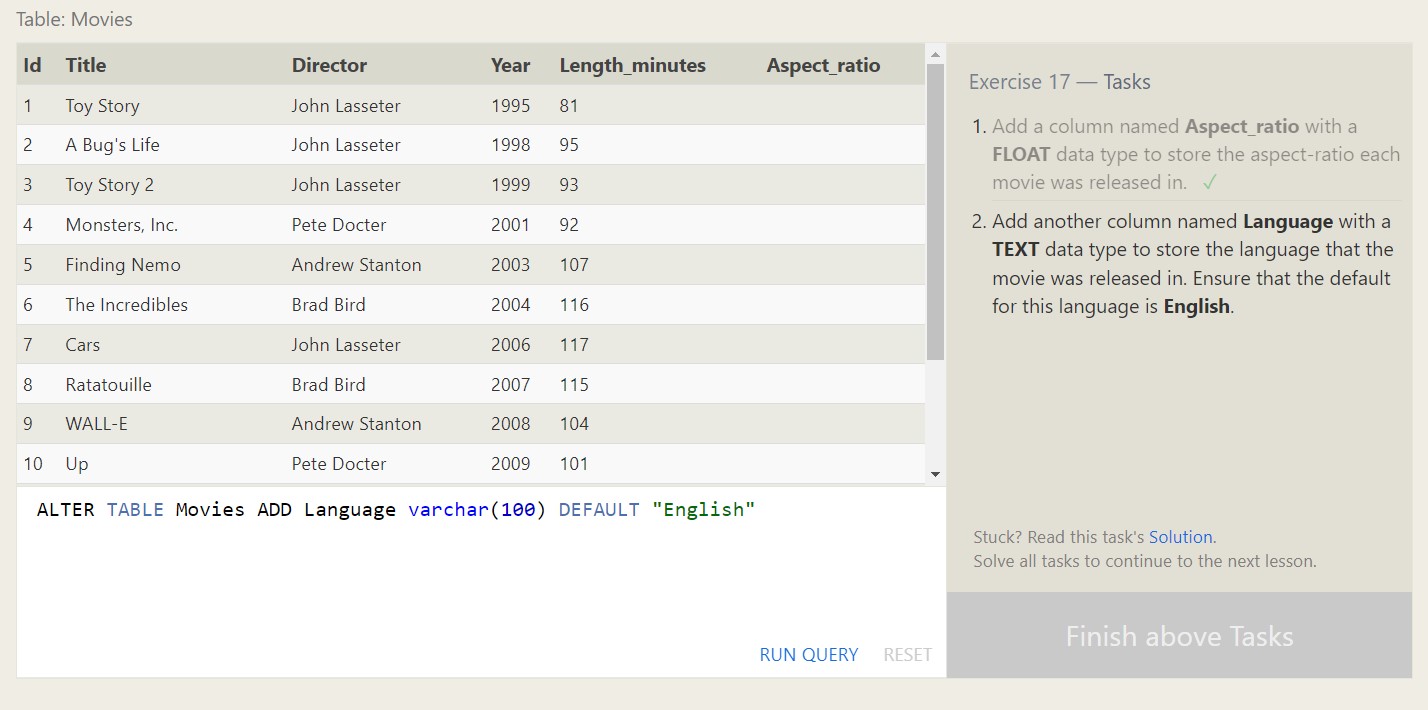 Table: Movies
Id Title Director Year Length_minutes Aspect_ratio
1 Toy Story John Lasseter 1995 81
2 A Bug's Life John Lasseter 1998 95
3 Toy Story 2 John Lasseter 1999 93
4 Monsters, Inc. Pete Docter 2001 92
5 Finding Nemo Andrew Stanton 2003 107
6 The Incredibles Brad Bird 2004 116
7 Cars John Lasseter 2006 117
8 Ratatouille Brad Bird 2007 115
9 WALL-E Andrew Stanton 2008 104
10 Up Pete Docter 2009 101
ALTER TABLE Movies ADD Language varchar(100) DEFAULT "English"
RUN QUERY RESET
Exercise 17 — Tasks
1. Add a column named Aspect_ratio with a
FLOAT data type to store the aspect-ratio each
movie was released in. ✓
2. Add another column named Language with a
TEXT data type to store the language that the
movie was released in. Ensure that the default
for this language is English.
Stuck? Read this task's Solution.
Solve all tasks to continue to the next lesson.
Finish above Tasks